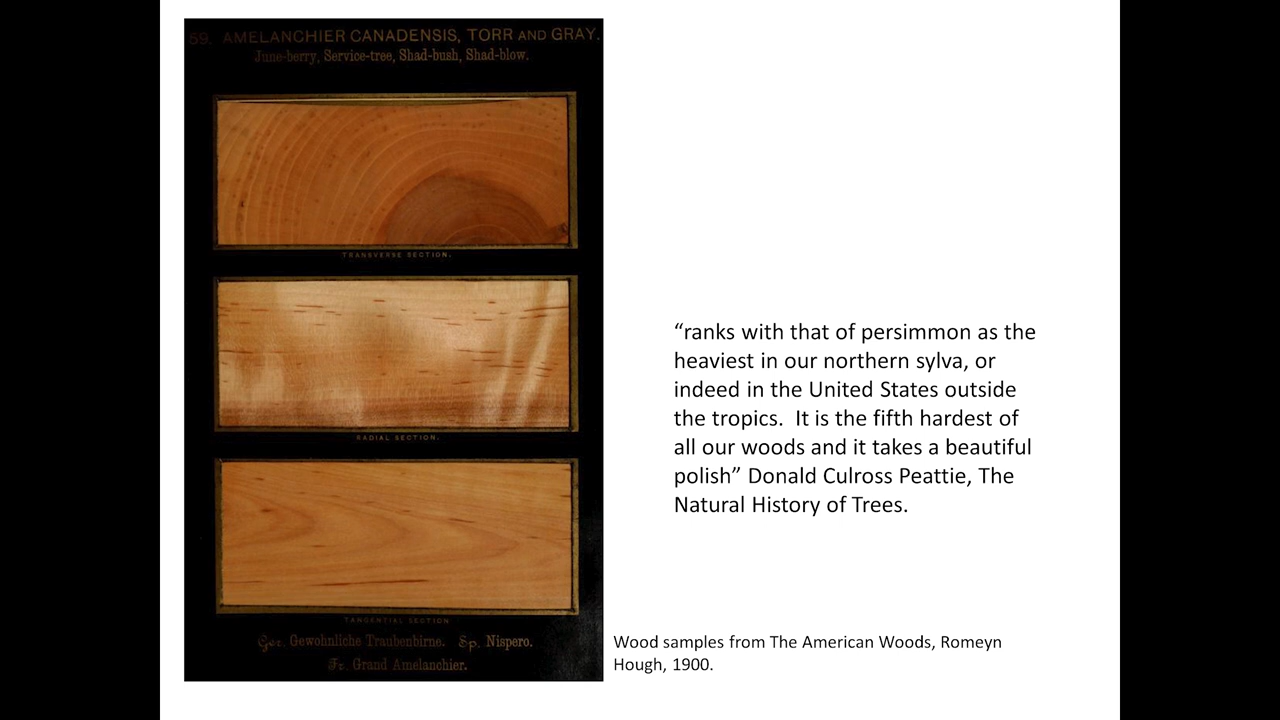 59. AMELANCHIER CANADENSIS, TORR AND GRAY.
June-berry, Service-tree, Shad-bush, Shad-blow.
TRANSVERSE SECTION.
RADIAL SECTION.
TANGENTIAL SECTION
Ger. Gewohnliche Traubenbirne. Sp. Nispero.
Fr. Grand Amelanchier.
“ranks with that of persimmon as the
heaviest in our northern sylva, or
indeed in the United States outside
the tropics.  It is the fifth hardest of
all our woods and it takes a beautiful
polish” Donald Culross Peattie, The
Natural History of Trees.
Wood samples from The American Woods, Romeyn
Hough, 1900.